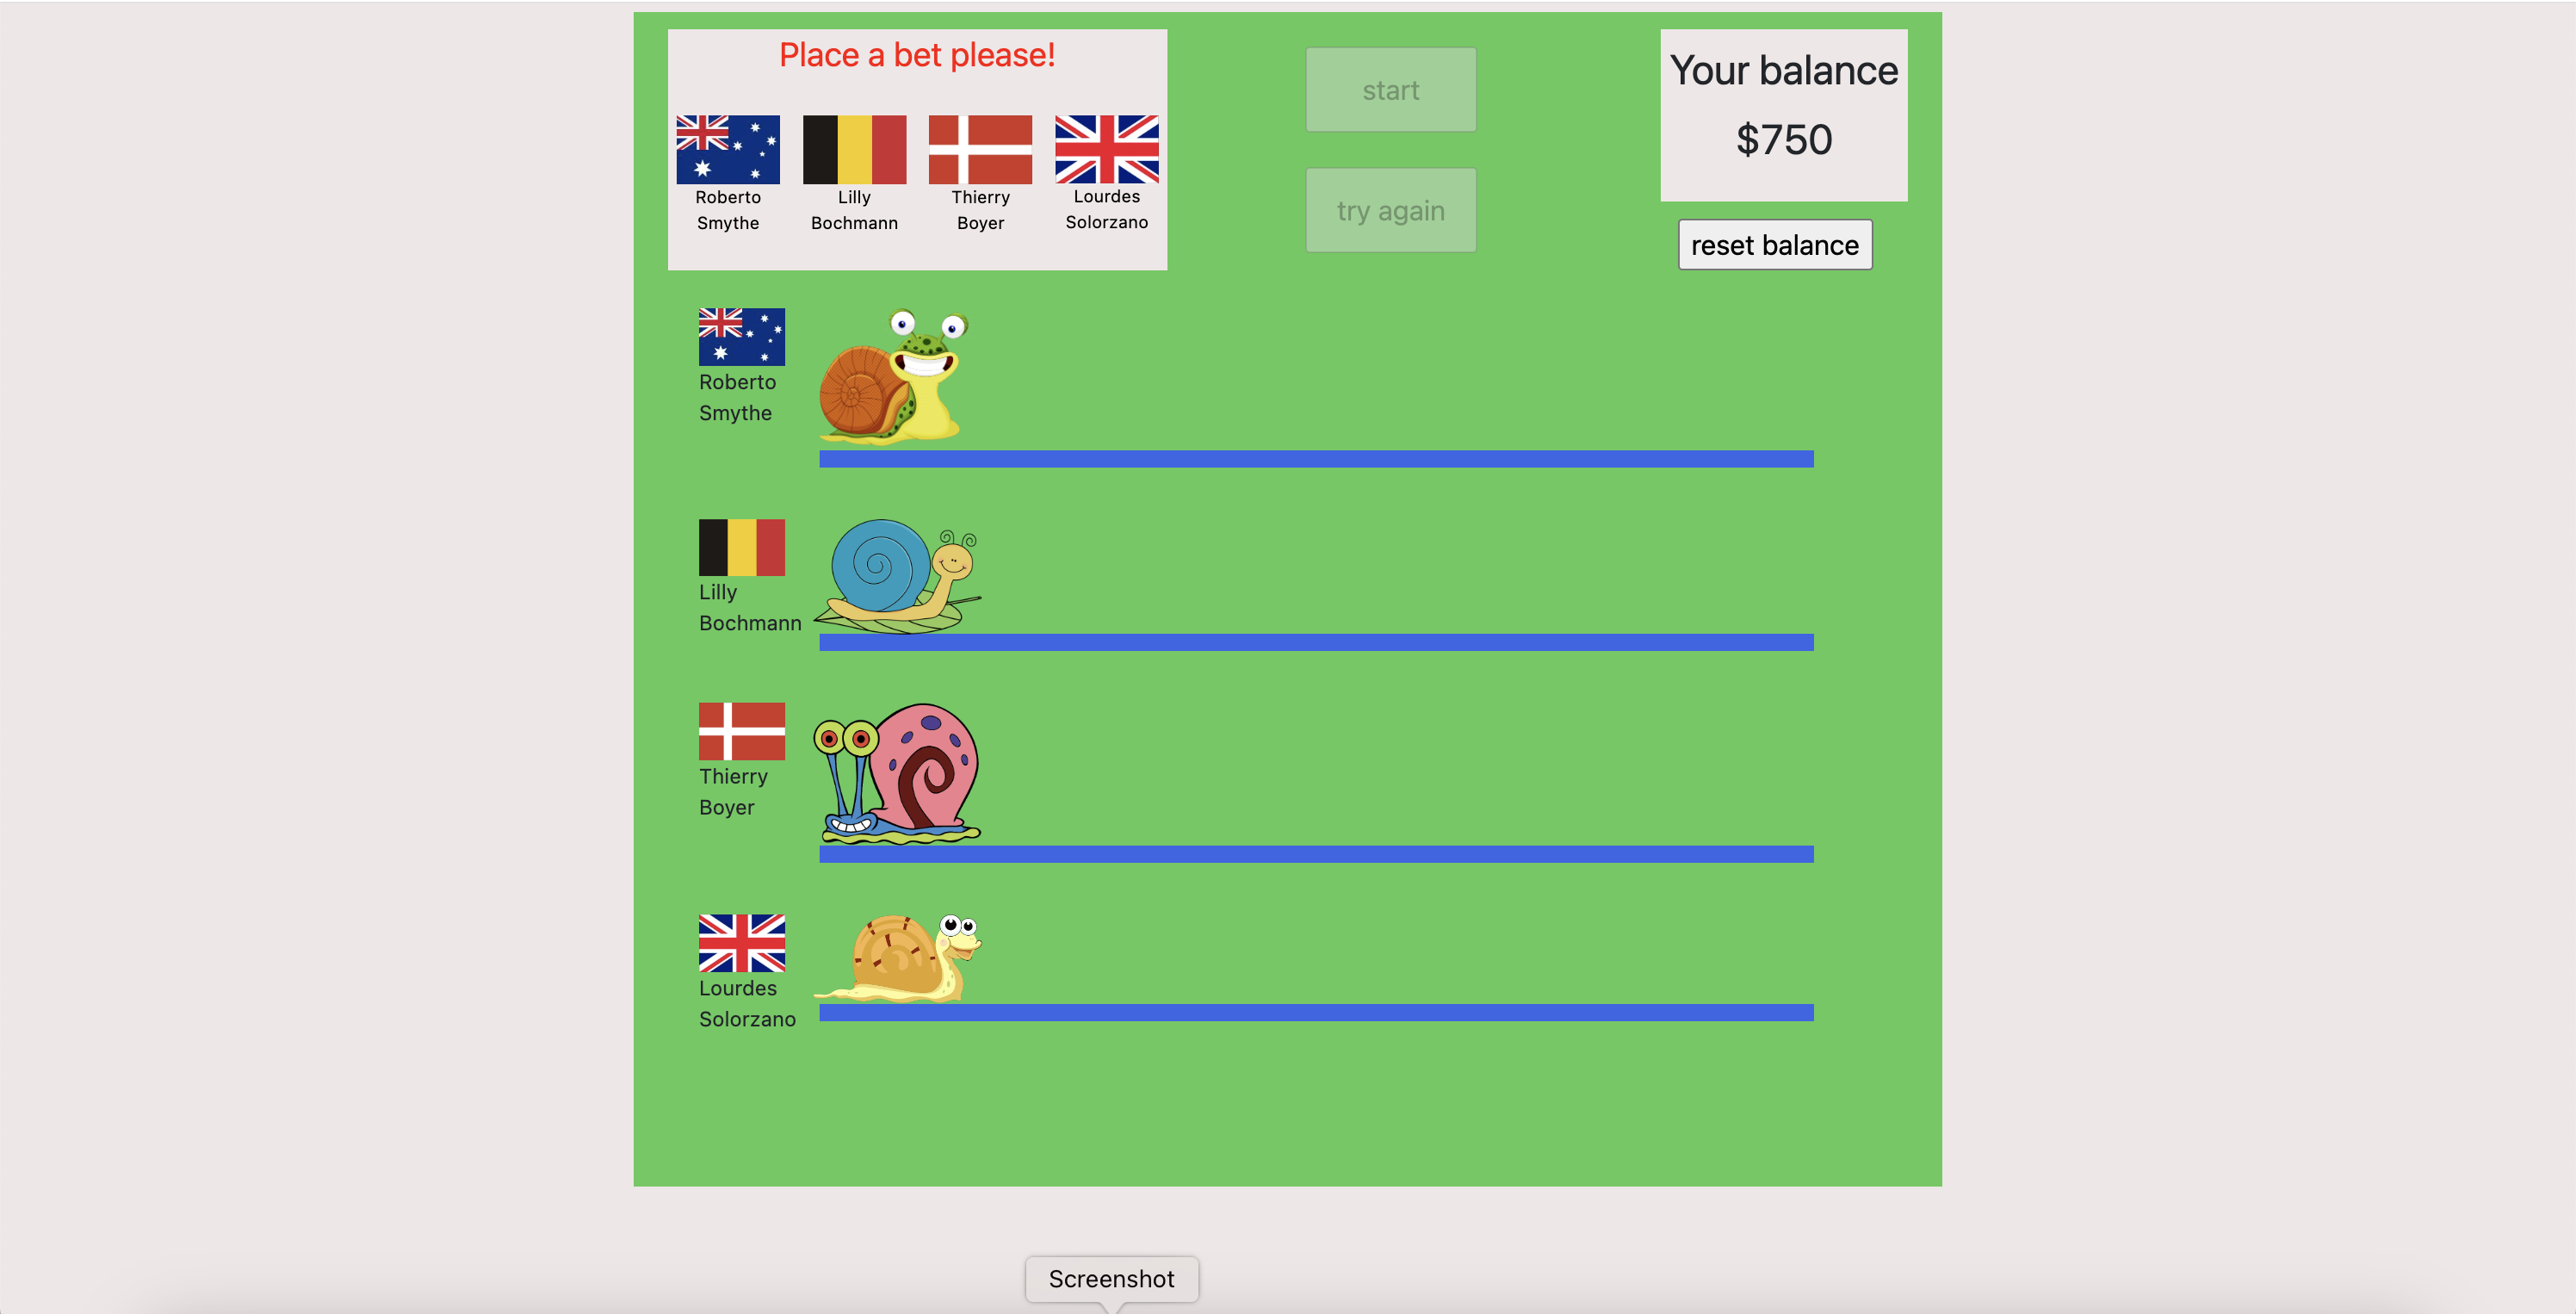 Place a bet please!
Roberto
Smythe
Lilly
Bochmann
Thierry
Boyer
Lourdes
Solorzano
start
try again
Your balance
$750
reset balance
Roberto
Smythe
Lilly
Bochmann
Thierry
Boyer
Lourdes
Solorzano
Screenshot